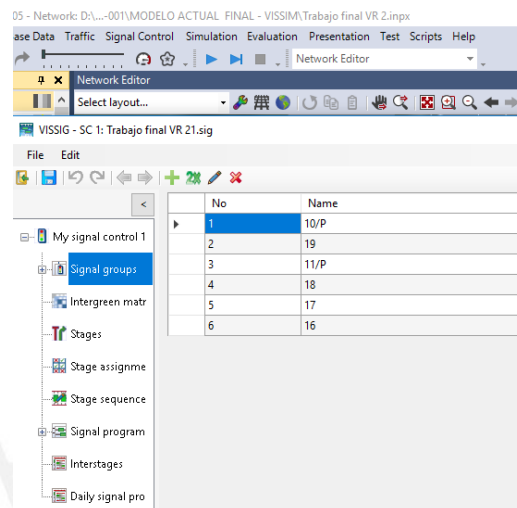 05 - Network: D:\...-001\MODELO ACTUAL FINAL - VISSIM\Trabajo final VR 2.inpx
ase Data Traffic Signal Control Simulation Evaluation Presentation Test Scripts Help
Network Editor
Network Editor
Select layout...
VISSIG - SC 1: Trabajo final VR 21.sig
File Edit
No Name
1 10/P
2 19
3 11/P
4 18
5 17
6 16
My signal control 1
Signal groups
Intergreen matr
Stages
Stage assignme
Stage sequence
Signal program
Interstages
Daily signal pro